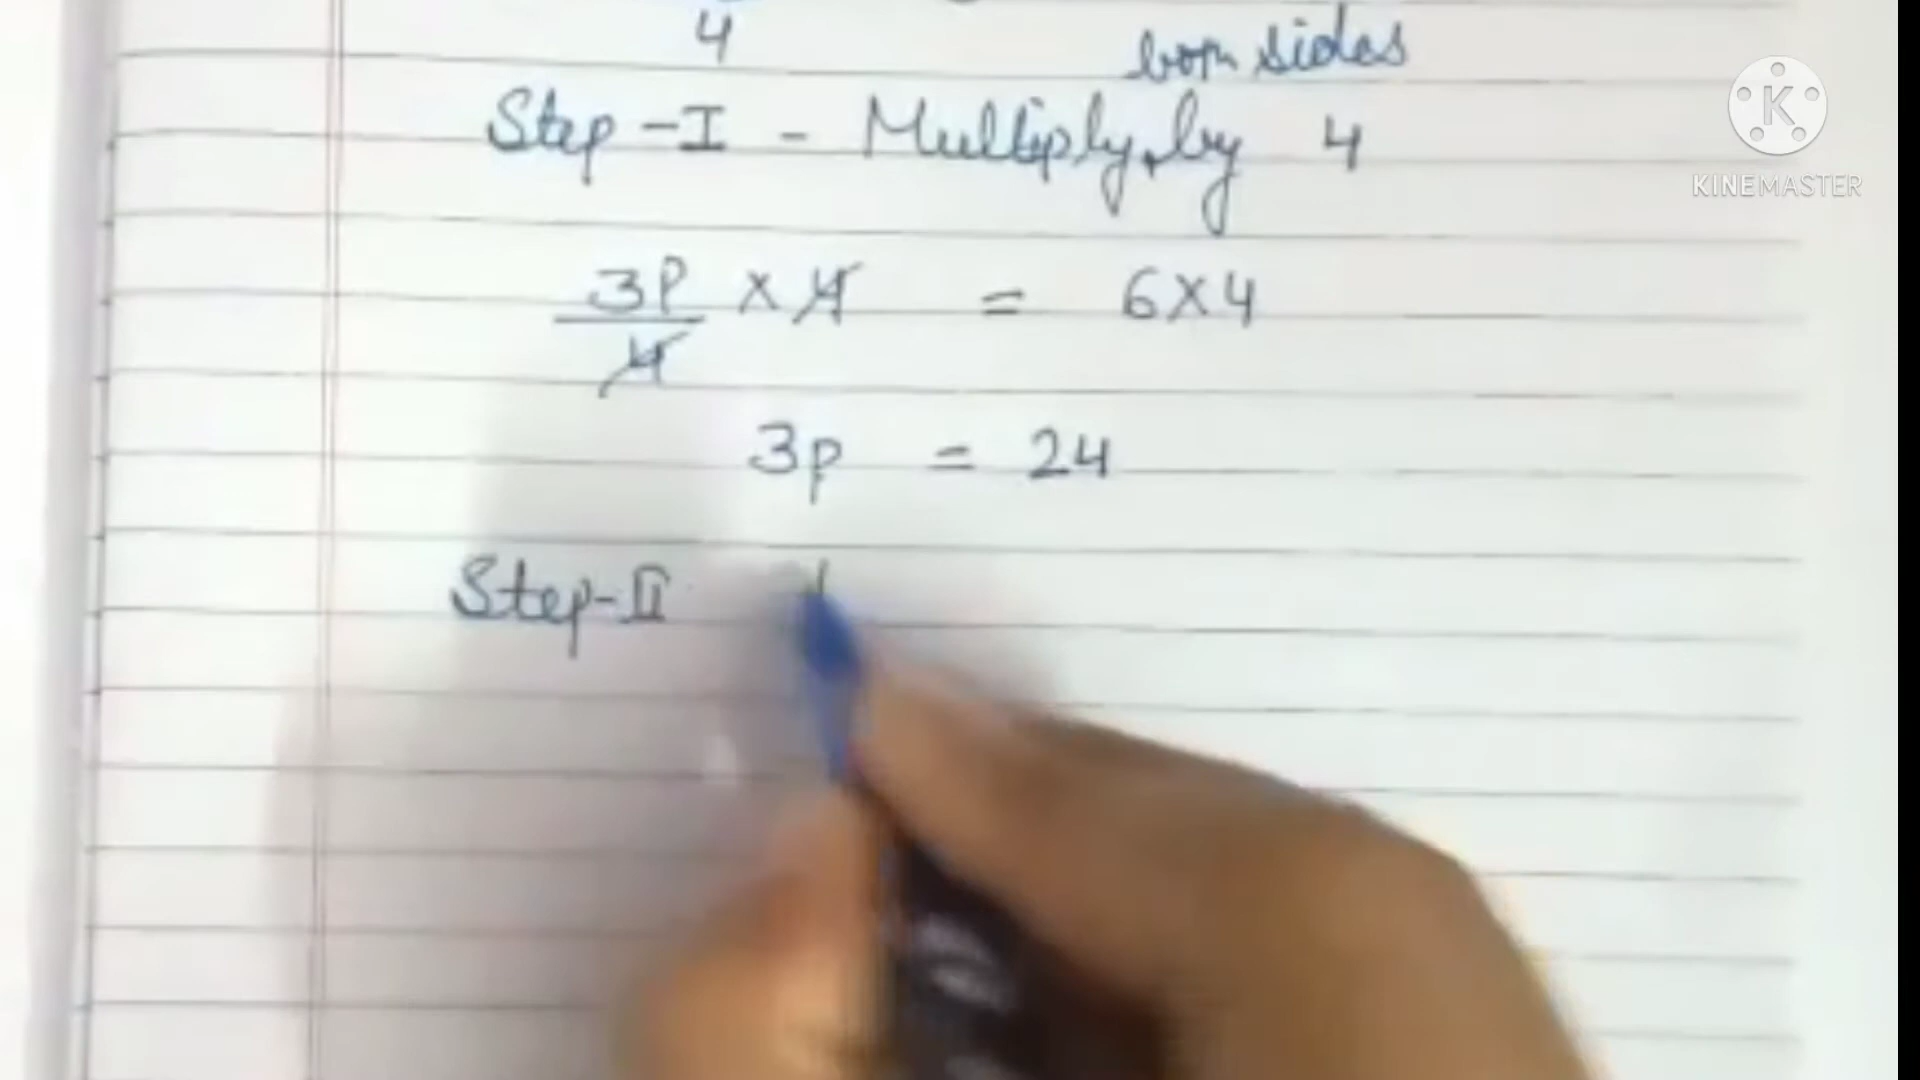 4
both sides
Step-I - Multiply by 4
3P/4 × 4 = 6×4
3p = 24
Step-II
K
KINEMASTER